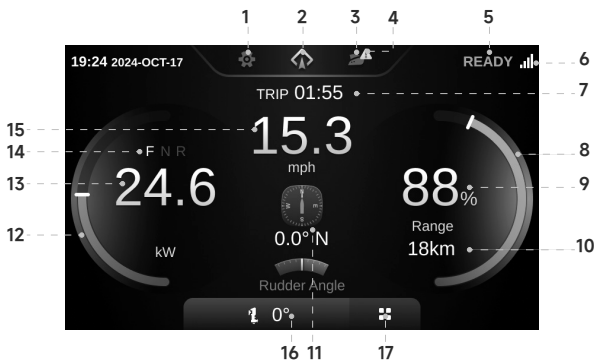 1 2 3 4 5
19:24 2024-OCT-17
READY
6
TRIP 01:55
7
15
15.3
mph
14
F N R
8
13
24.6
88%
9
12
kW
N
W E
S
0.0° N
Range
18km
10
Rudder Angle
0°
16 11 17